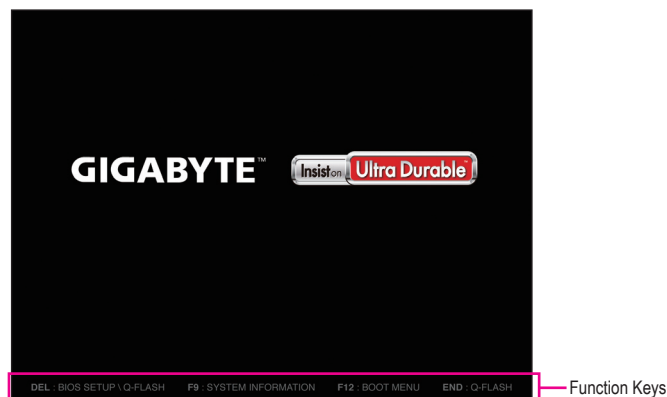 GIGABYTE™
Insist on Ultra Durable™
DEL : BIOS SETUP \ Q-FLASH F9 : SYSTEM INFORMATION F12 : BOOT MENU END : Q-FLASH
Function Keys